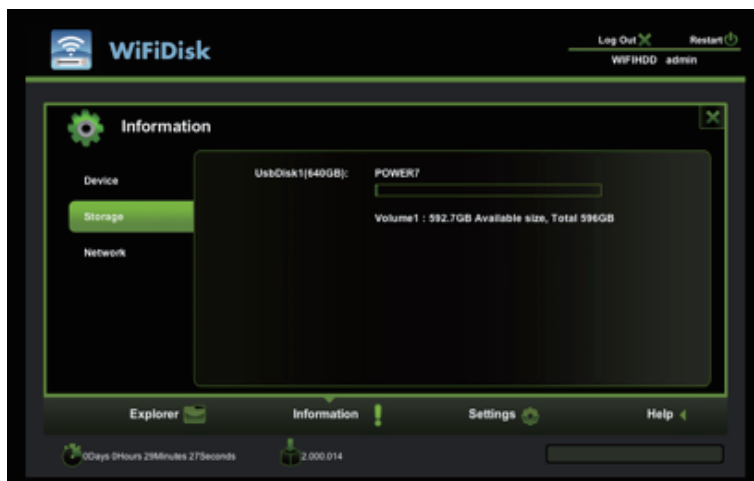 WiFiDisk
Log Out Restart
WIFIHDD admin
Information
Device
UsbDisk1(640GB): POWER7
Storage
Volume1 : 592.7GB Available size, Total 596GB
Network
Explorer Information Settings Help
0Days 0Hours 29Minutes 27Seconds 2.000.014